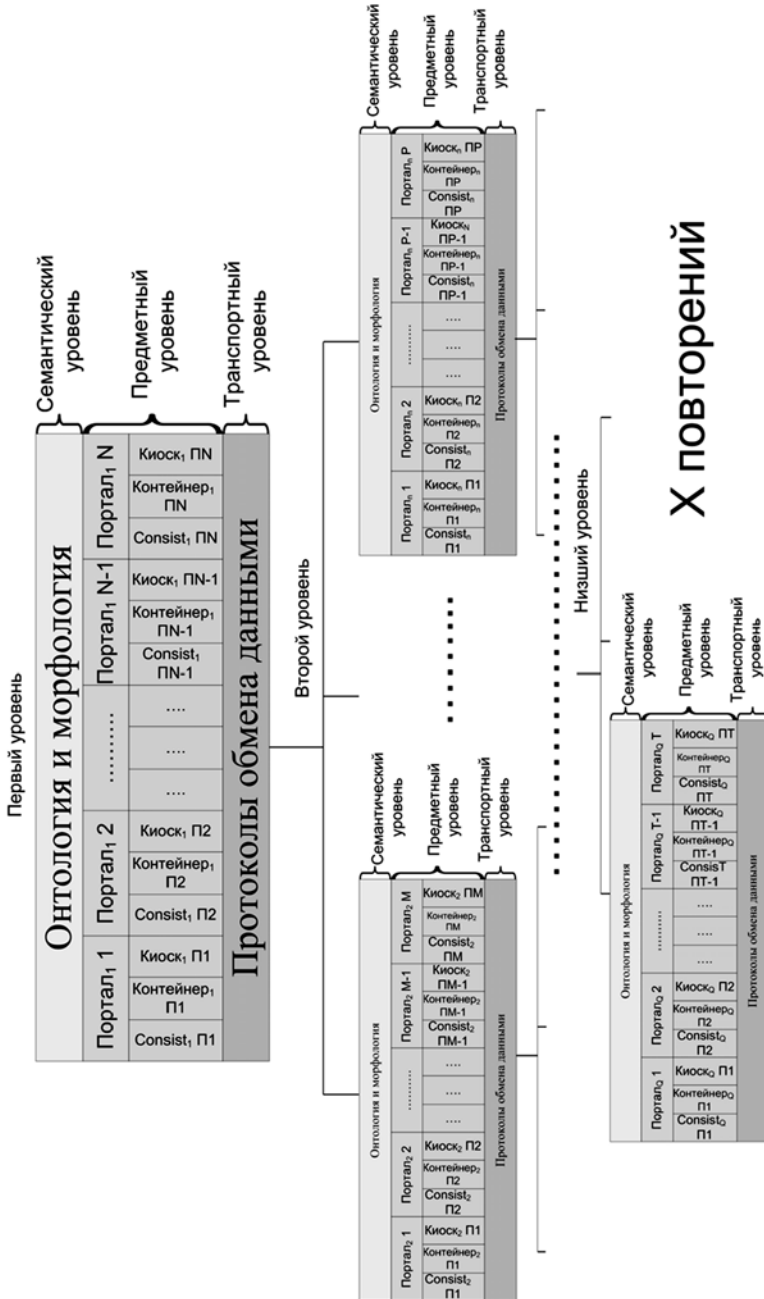 Первый уровень
Онтология и морфология
Портал₁ 1
Портал₁ 2
..........
Портал₁ N-1
Портал₁ N
Consist₁ П1
Контейнер₁
П1
Киоск₁ П1
Consist₁ П2
Контейнер₁
П2
Киоск₁ П2
....
....
....
Consist₁
ПN-1
Контейнер₁
ПN-1
Киоск₁ ПN-1
Consist₁ ПN
Контейнер₁
ПN
Киоск₁ ПN
Протоколы обмена данными
Семантический
уровень
Предметный
уровень
Транспортный
уровень
Второй уровень
Онтология и морфология
Портал₂ 1
Портал₂ 2
..........
Портал₂ М-1
Портал₂ М
Consist₂
П1
Контейнер₂
П1
Киоск₂ П1
Consist₂
П2
Контейнер₂
П2
Киоск₂ П2
....
....
....
Consist₂
ПМ-1
Контейнер₂
ПМ-1
Киоск₂
ПМ-1
Consist₂
ПМ
Контейнер₂
ПМ
Киоск₂ ПМ
Протоколы обмена данными
Семантический
уровень
Предметный
уровень
Транспортный
уровень
Онтология и морфология
Порталₙ 1
Порталₙ 2
..........
Порталₙ Р-1
Порталₙ Р
Consistₙ
П1
Контейнерₙ
П1
Киоскₙ П1
Consistₙ
П2
Контейнерₙ
П2
Киоскₙ П2
....
....
....
Consistₙ
ПР-1
Контейнерₙ
ПР-1
Киоск_N
ПР-1
Consistₙ
ПР
Контейнерₙ
ПР
Киоскₙ ПР
Протоколы обмена данными
Семантический
уровень
Предметный
уровень
Транспортный
уровень
Низший уровень
Онтология и морфология
Портал_Q 1
Портал_Q 2
..........
Портал_Q Т-1
Портал_Q Т
Consist_Q
П1
Контейнер_Q
П1
Киоск_Q П1
Consist_Q
П2
Контейнер_Q
П2
Киоск_Q П2
....
....
....
ConsisT
ПТ-1
Контейнер_Q
ПТ-1
Киоск_Q
ПТ-1
Consist_Q
ПТ
Контейнер_Q
ПТ
Киоск_Q ПТ
Протоколы обмена данными
Семантический
уровень
Предметный
уровень
Транспортный
уровень
Х повторений